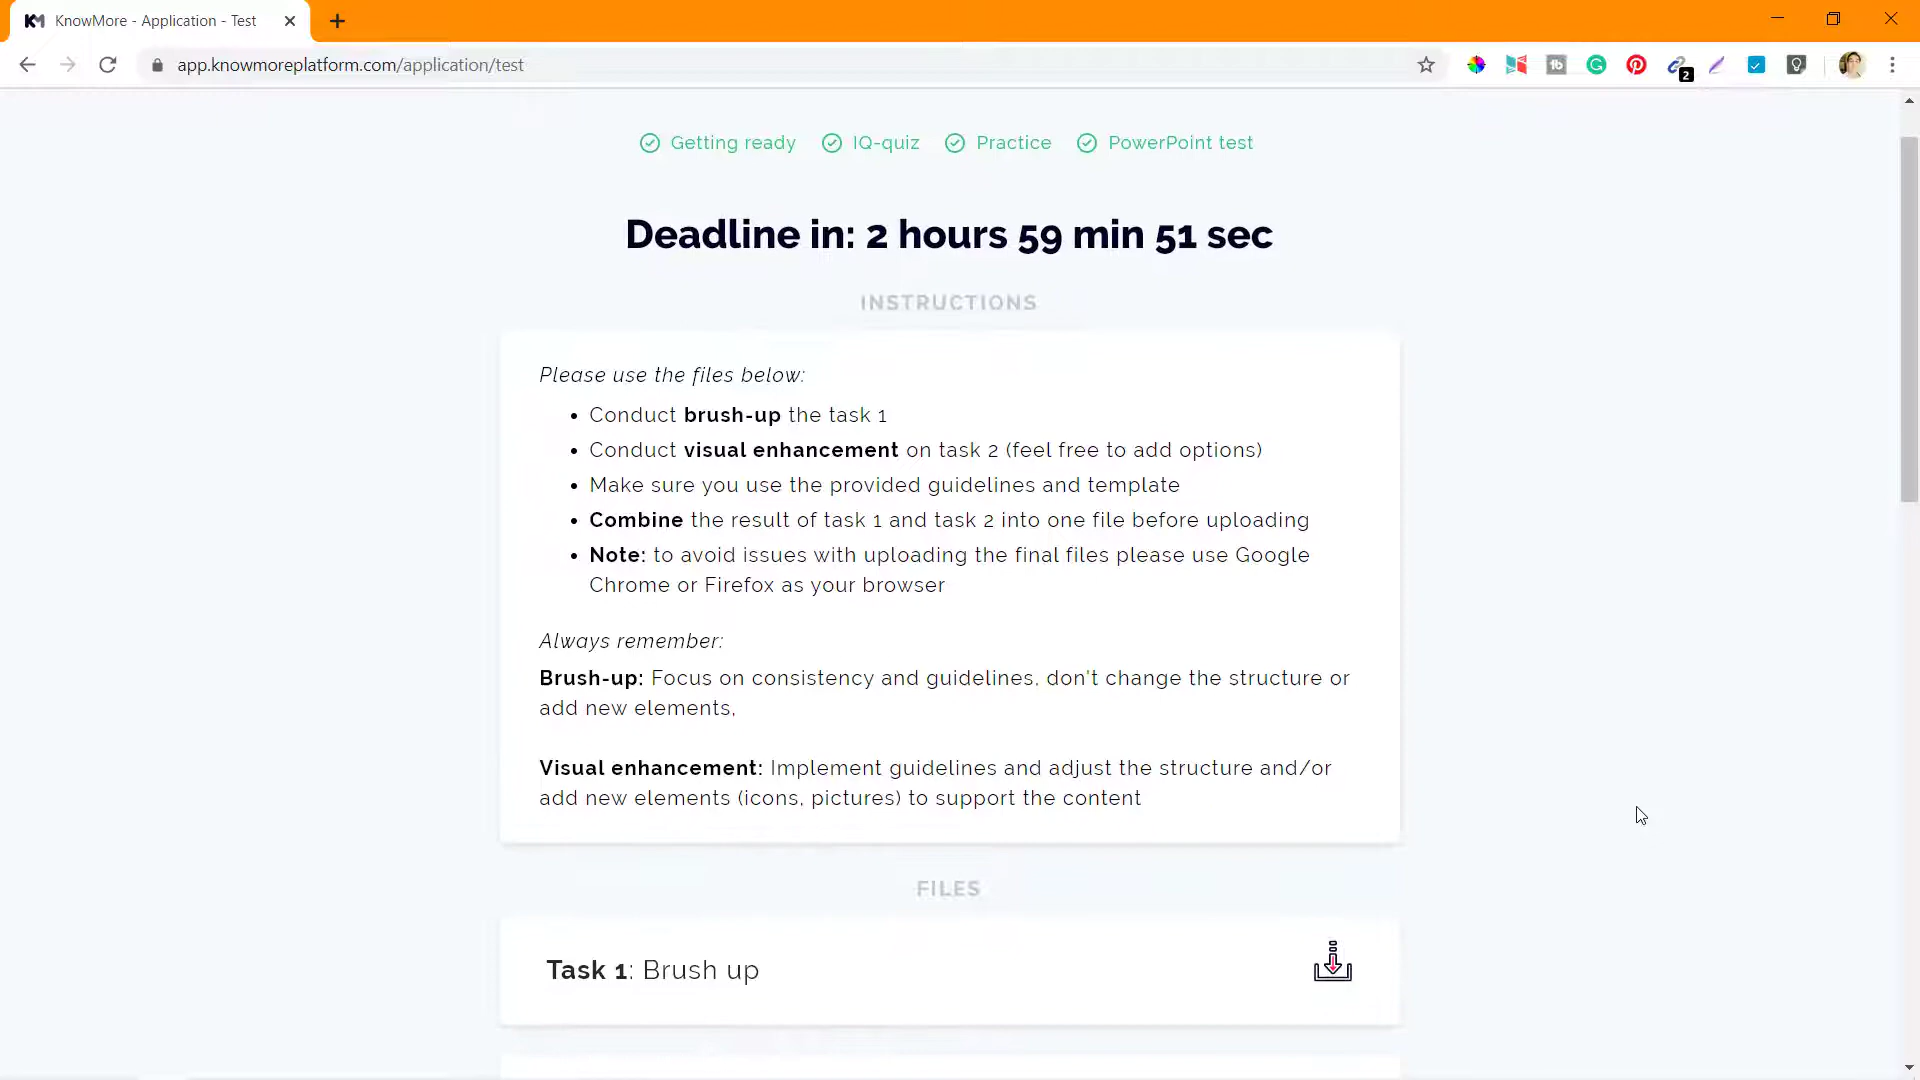 KnowMore - Application - Test
app.knowmoreplatform.com/application/test
2
Getting ready IQ-quiz Practice PowerPoint test
Deadline in: 2 hours 59 min 51 sec
INSTRUCTIONS
Please use the files below:
• Conduct brush-up the task 1
• Conduct visual enhancement on task 2 (feel free to add options)
• Make sure you use the provided guidelines and template
• Combine the result of task 1 and task 2 into one file before uploading
• Note: to avoid issues with uploading the final files please use Google
Chrome or Firefox as your browser
Always remember:
Brush-up: Focus on consistency and guidelines, don't change the structure or
add new elements,
Visual enhancement: Implement guidelines and adjust the structure and/or
add new elements (icons, pictures) to support the content
FILES
Task 1: Brush up